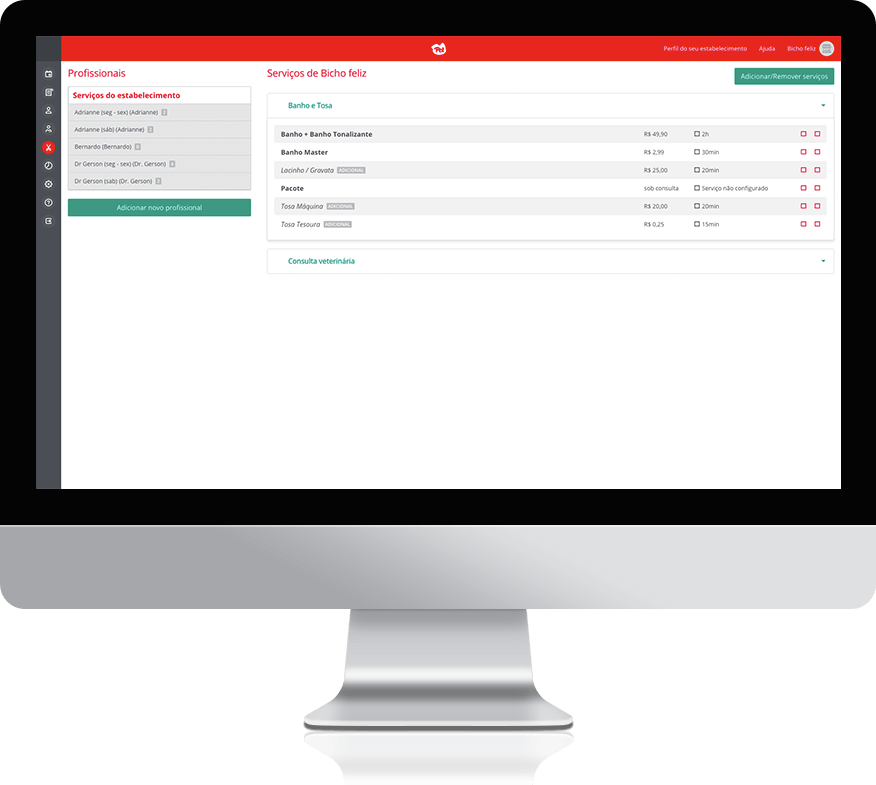 Perfil do seu estabelecimento Ajuda Bicho feliz
Profissionais
Serviços do estabelecimento
Adrianne (seg - sex) (Adrianne) 2
Adrianne (sáb) (Adrianne) 2
Bernardo (Bernardo)
Dr Gerson (seg - sex) (Dr. Gerson)
Dr Gerson (sab) (Dr. Gerson)
Adicionar novo profissional
Serviços de Bicho feliz
Adicionar/Remover serviços
Banho e Tosa
Banho + Banho Tonalizante R$ 49,90 2h
Banho Master R$ 2,99 30min
Lacinho / Gravata ADICIONAL R$ 25,00 20min
Pacote sob consulta Serviço não configurado
Tosa Máquina ADICIONAL R$ 20,00 20min
Tosa Tesoura ADICIONAL R$ 0,25 15min
Consulta veterinária